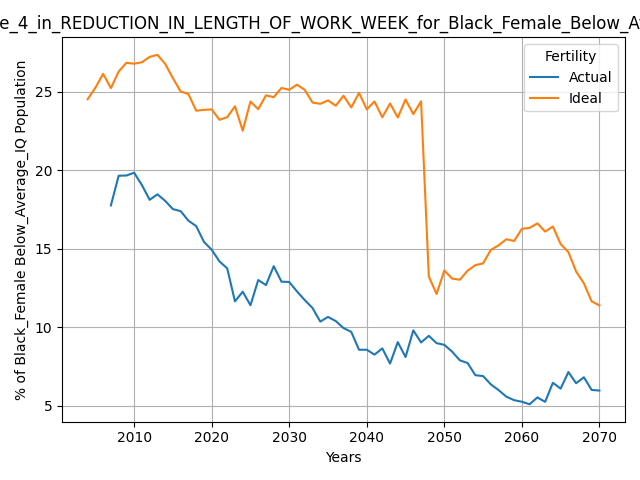 e_4_in_REDUCTION_IN_LENGTH_OF_WORK_WEEK_for_Black_Female_Below_A
Fertility
Actual
Ideal
% of Black_Female Below_Average_IQ Population
25
20
15
10
5
2010 2020 2030 2040 2050 2060 2070
Years